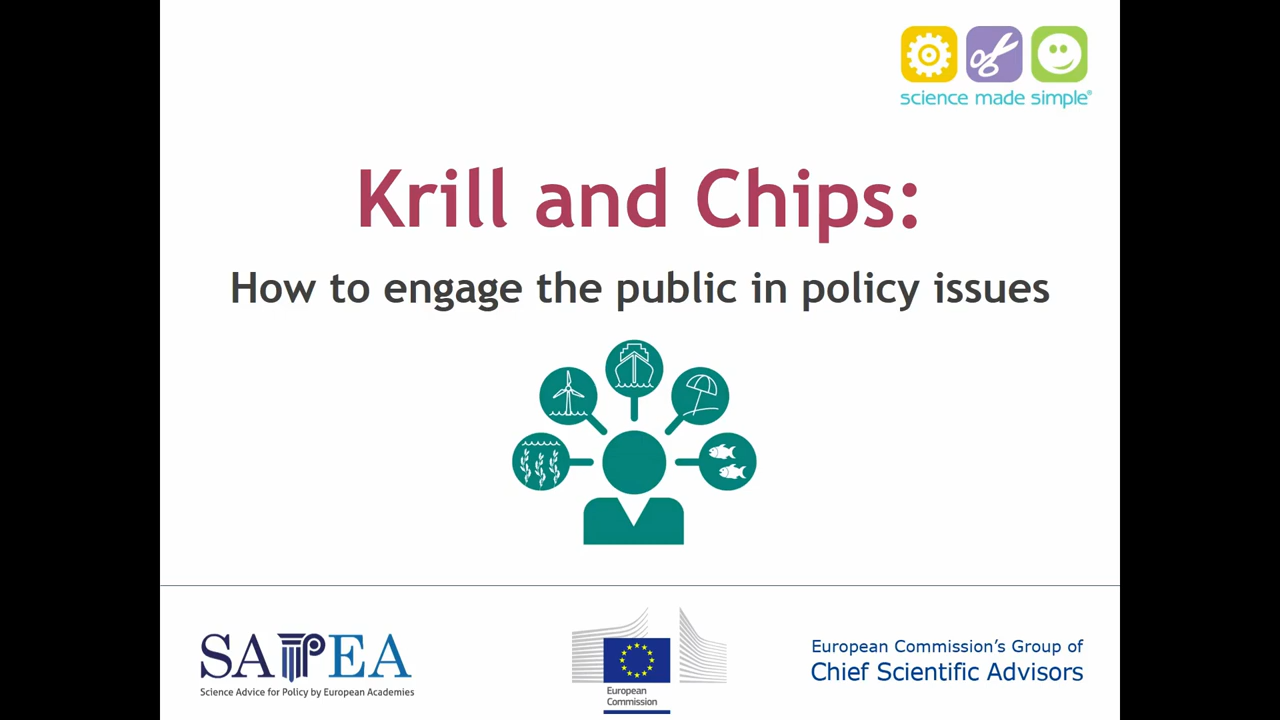 science made simple®
Krill and Chips:
How to engage the public in policy issues
SAPEA
Science Advice for Policy by European Academies
European
Commission
European Commission's Group of
Chief Scientific Advisors